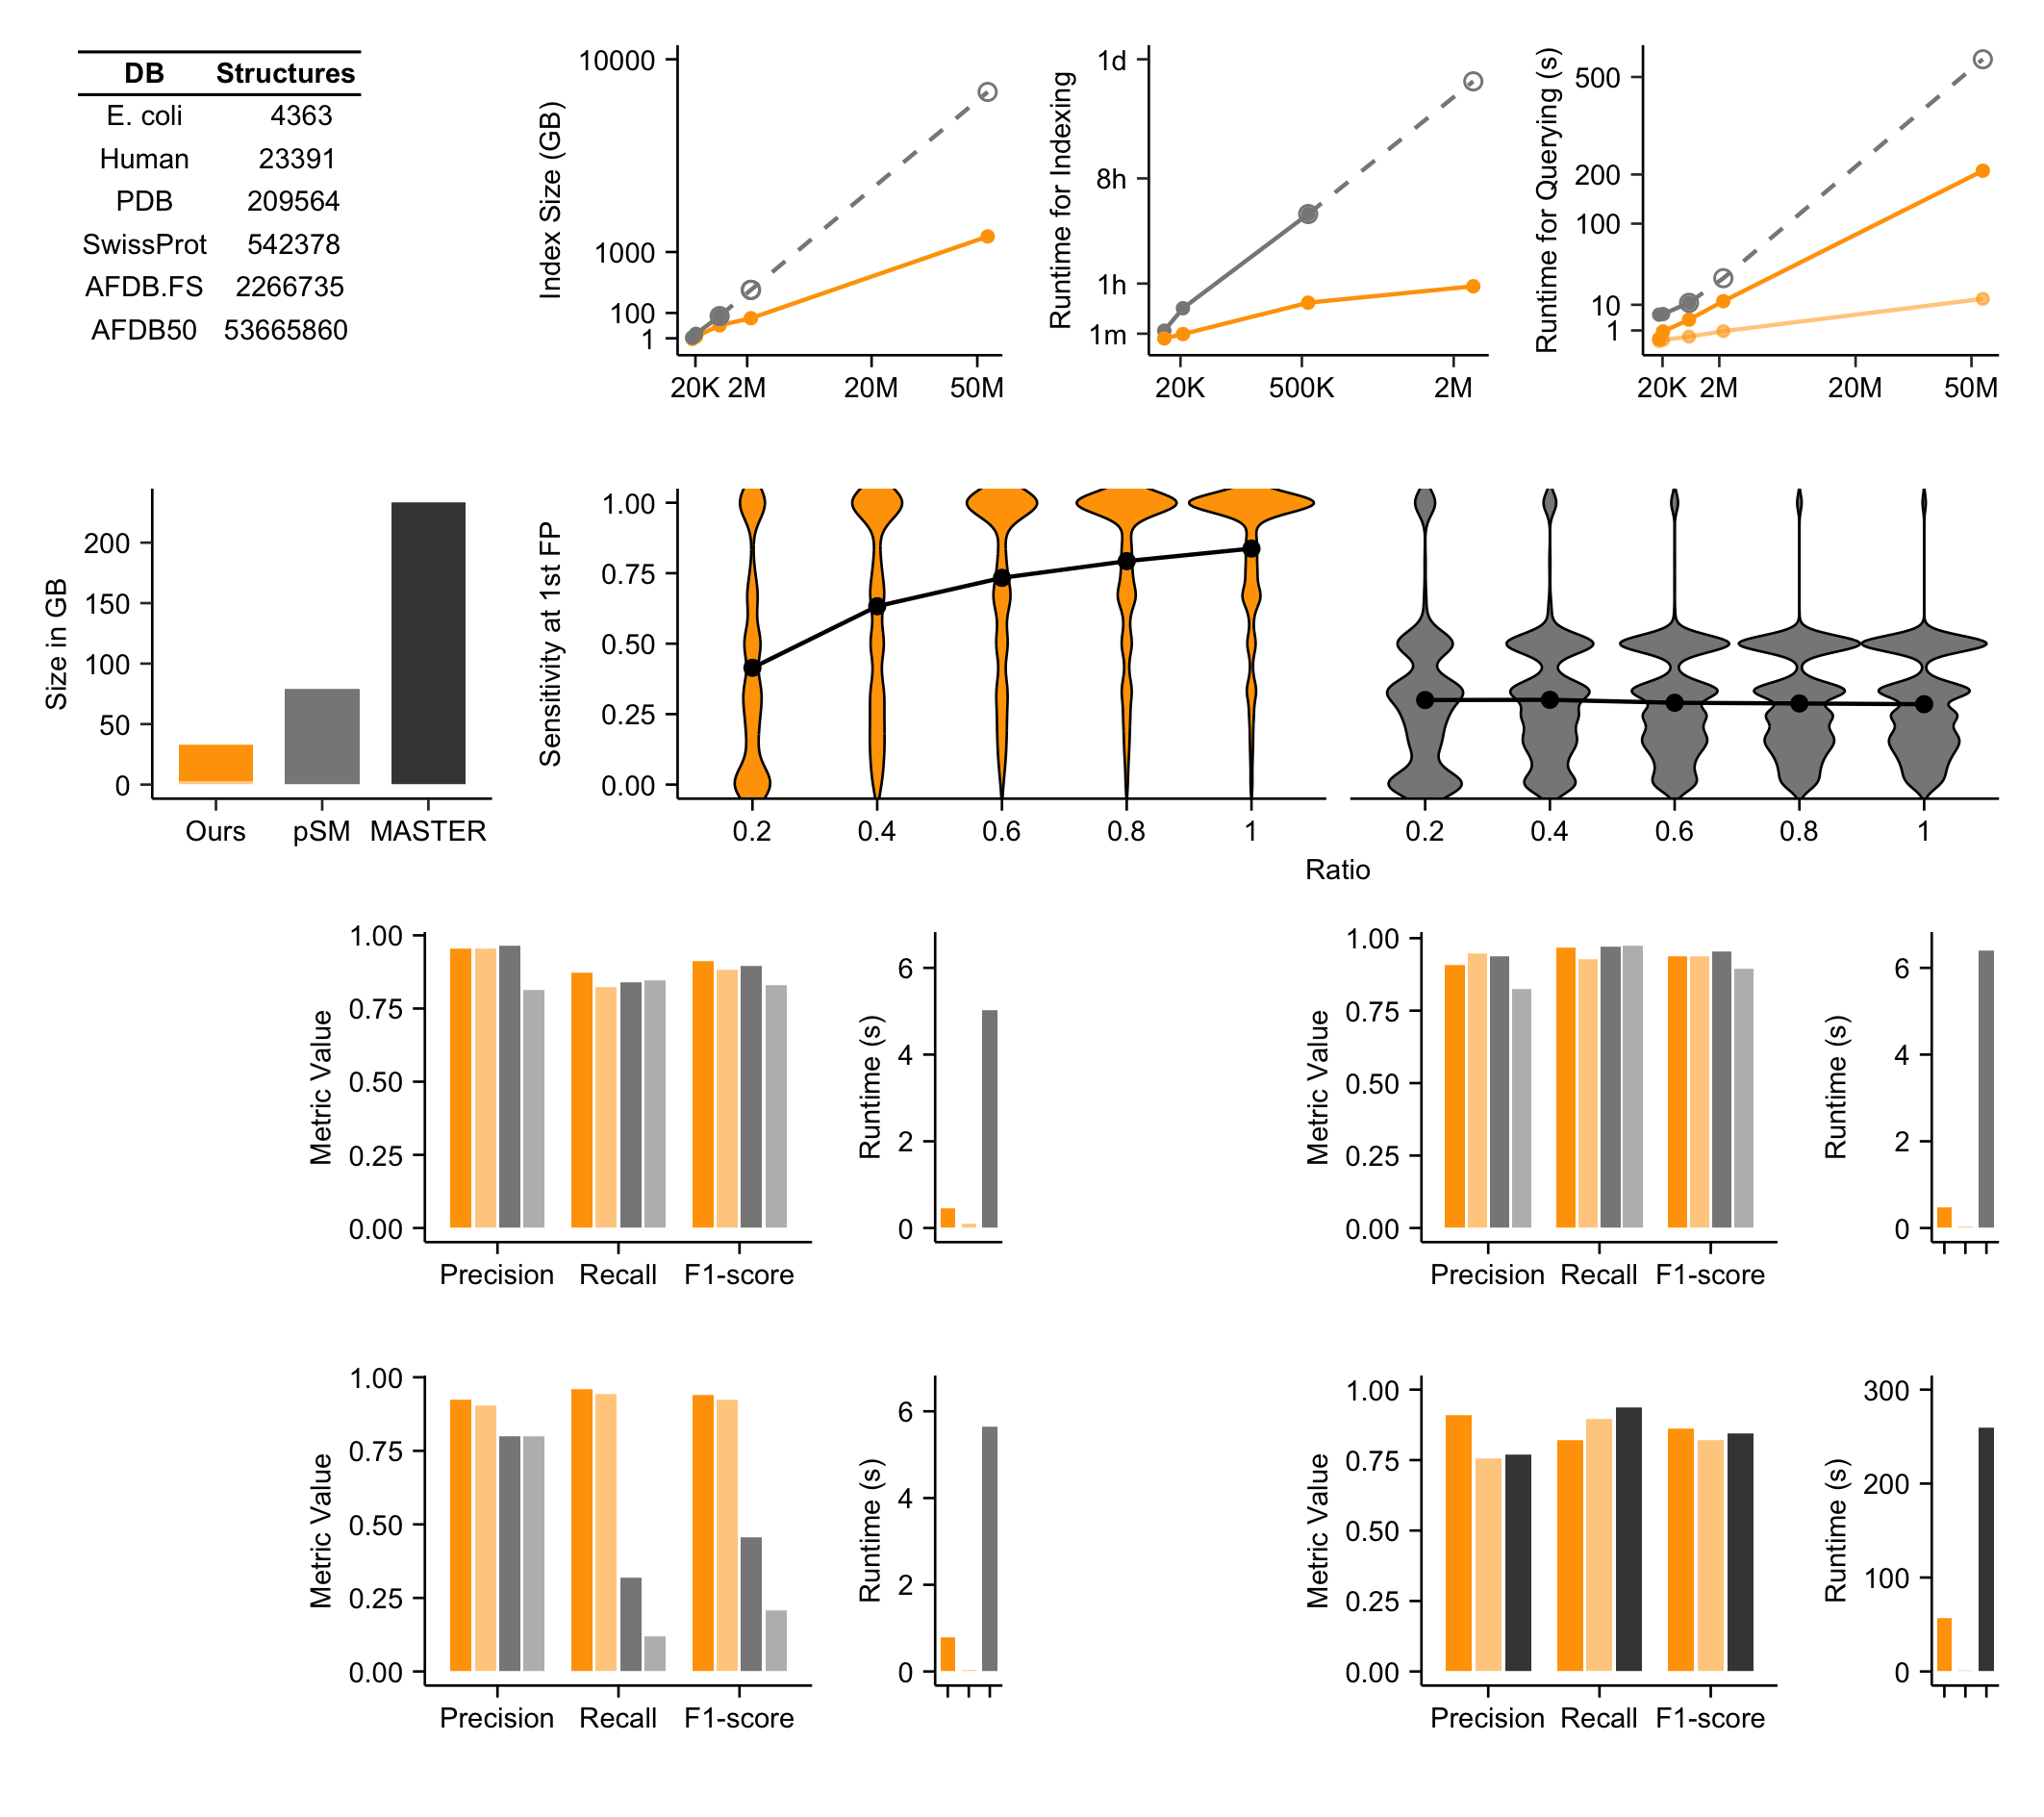 DB Structures
E. coli 4363
Human 23391
PDB 209564
SwissProt 542378
AFDB.FS 2266735
AFDB50 53665860
Index Size (GB)
10000
1000
100
1
20K 2M 20M 50M
Runtime for Indexing
1d
8h
1h
1m
20K 500K 2M
Runtime for Querying (s)
500
200
100
10
1
20K 2M 20M 50M
Size in GB
200
150
100
50
0
Ours pSM MASTER
Sensitivity at 1st FP
1.00
0.75
0.50
0.25
0.00
0.2 0.4 0.6 0.8 1
0.2 0.4 0.6 0.8 1
Ratio
Metric Value
1.00
0.75
0.50
0.25
0.00
Precision Recall F1-score
Runtime (s)
6
4
2
0
Metric Value
1.00
0.75
0.50
0.25
0.00
Precision Recall F1-score
Runtime (s)
6
4
2
0
Metric Value
1.00
0.75
0.50
0.25
0.00
Precision Recall F1-score
Runtime (s)
6
4
2
0
Metric Value
1.00
0.75
0.50
0.25
0.00
Precision Recall F1-score
Runtime (s)
300
200
100
0